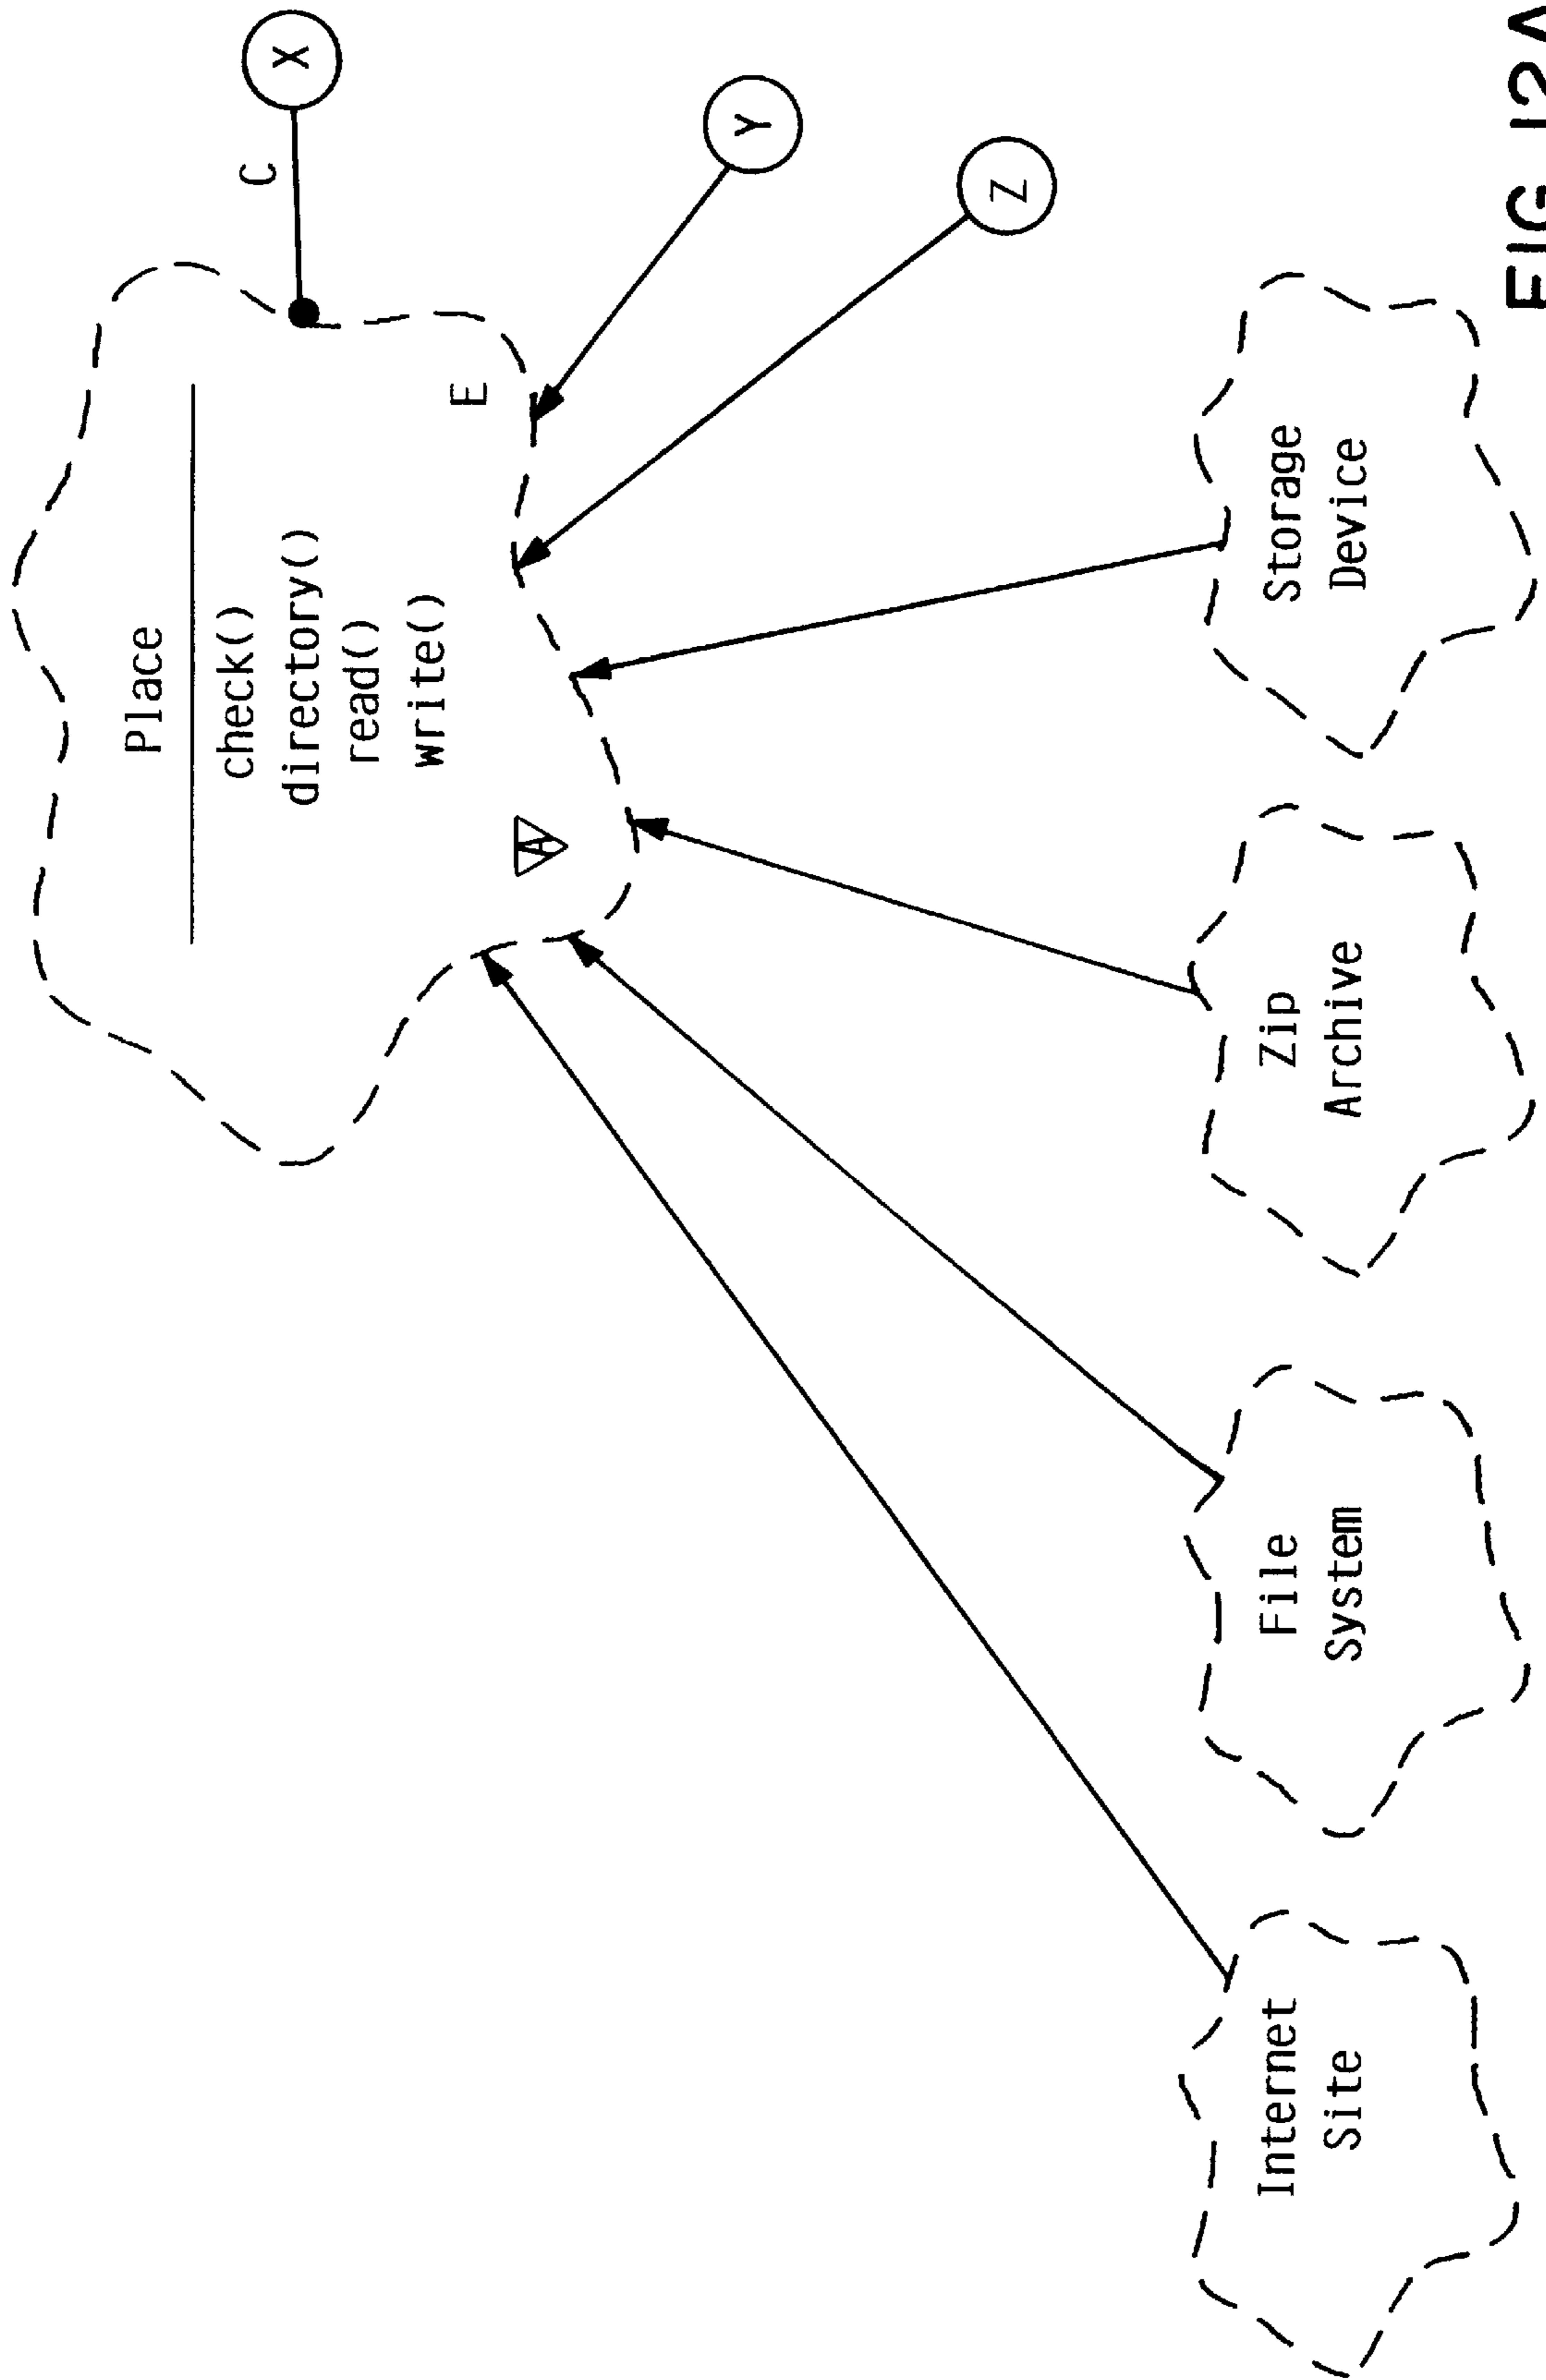 Place
check()
directory()
read()
write()
A
E
C
X
Y
Z
Internet
Site
File
System
Zip
Archive
Storage
Device
FIG. 12A